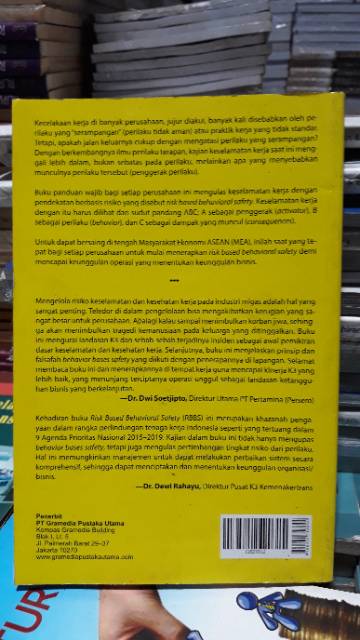 Kecelakaan kerja di banyak perusahaan, jujur diakui, banyak kali disebabkan oleh pe-
rilaku yang "serampangan" (perilaku tidak aman) atau praktik kerja yang tidak standar.
Tetapi, apakah jalan keluarnya cukup dengan mengatasi perilaku yang serampangan?
Dengan berkembangnya ilmu perilaku terapan, kajian keselamatan kerja saat ini meng-
gali lebih dalam, bukan sebatas pada perilaku, melainkan apa yang menyebabkan
munculnya perilaku tersebut (penggerak perilaku).
Buku panduan wajib bagi setiap perusahaan ini mengulas keselamatan kerja dengan
pendekatan berbasis risiko yang disebut risk based behavioral safety. Keselamatan kerja
dengan itu harus dilihat dari sudut pandang ABC; A sebagai penggerak (activator), B
sebagai perilaku (behavior), dan C sebagai dampak yang muncul (consequences).
Untuk dapat bersaing di tengah Masyarakat Ekonomi ASEAN (MEA), inilah saat yang te-
pat bagi setiap perusahaan untuk mulai menerapkan risk based behavioral safety demi
mencapai keunggulan operasi yang menentukan keunggulan bisnis.
***
Mengelola risiko keselamatan dan kesehatan kerja pada industri migas adalah hal yang
sangat penting. Teledor di dalam pengelolaan bisa mengakibatkan kerugian yang sa-
ngat besar untuk perusahaan. Apalagi kalau sampai menimbulkan korban jiwa, sehing-
ga akan menimbulkan tragedi kemanusiaan pada keluarga yang ditinggalkan. Buku
ini mengurai landasan K3 dan sebab-sebab terjadinya insiden sebagai awal pemikiran
dasar keselamatan dan kesehatan kerja. Selanjutnya, buku ini menjelaskan prinsip dan
falsafah behavior bases safety yang diikuti dengan penerapannya di lapangan. Selamat
membaca buku ini dan menerapkannya di tempat kerja guna mencapai kinerja K3 yang
lebih baik, yang menunjang terciptanya operasi unggul sebagai landasan ketanggu-
han bisnis yang berkelanjutan.
—Dr. Dwi Soetjipto, Direktur Utama PT Pertamina (Persero)
Kehadiran buku Risk Based Behavioral Safety (RBBS) ini merupakan khazanah penga-
yaan dalam rangka perlindungan tenaga kerja Indonesia seperti yang tertuang dalam
9 Agenda Prioritas Nasional 2015–2019. Kajian dalam buku ini tidak hanya mengupas
behavior bases safety, tetapi juga mengulas pertimbangan tingkat risiko dari perilaku.
Hal ini memungkinkan manajemen untuk dapat melakukan perbaikan sistem secara
komprehensif, sehingga dapat menciptakan dan menentukan keunggulan organisasi/
bisnis.
—Dr. Dewi Rahayu, Direktur Pusat K3 Kemenakertrans
Penerbit
PT Gramedia Pustaka Utama
Kompas Gramedia Building
Blok I, Lt. 5
Jl. Palmerah Barat 29–37
Jakarta 10270
www.gramediapustakautama.com